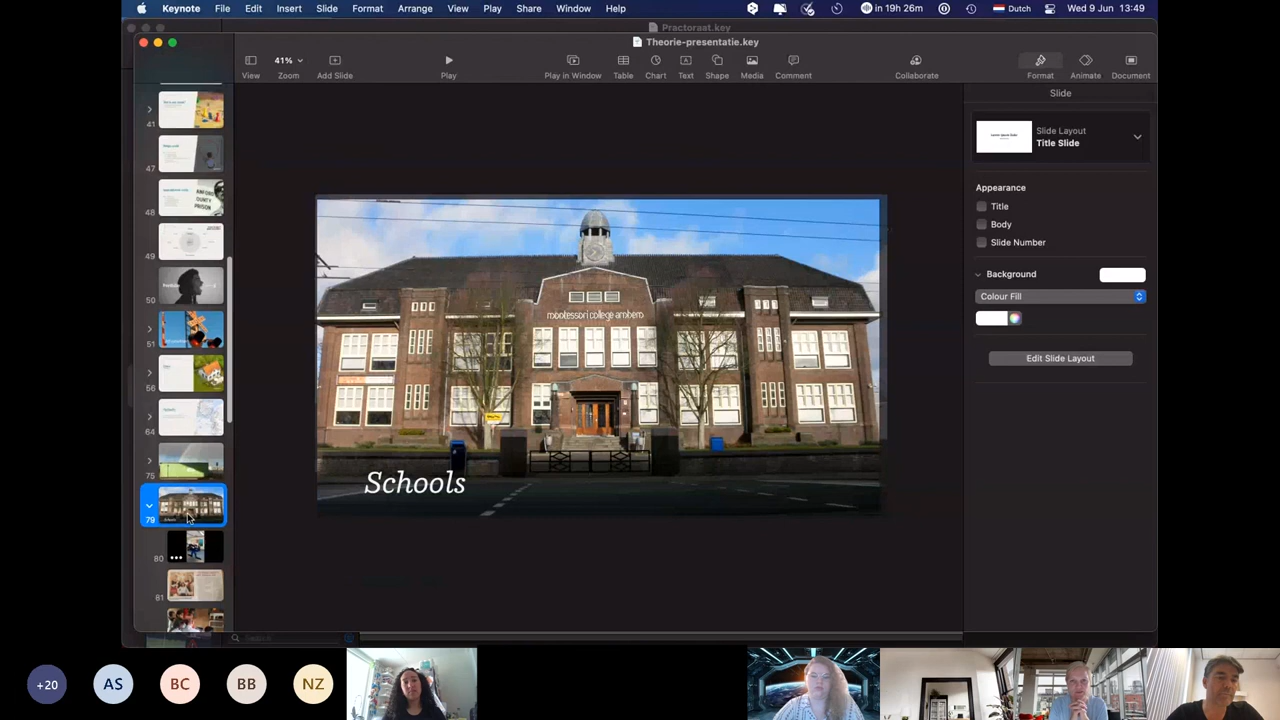 Keynote File Edit Insert Slide Format Arrange View Play Share Window Help in 19h 26m Dutch Wed 9 Jun 13:49
Practoraat.key
Theorie-presentatie.key
41%
View Zoom Add Slide Play Play in Window Table Chart Text Shape Media Comment Collaborate Format Animate Document
Slide
Slide Layout
Title Slide
Appearance
Title
Body
Slide Number
Background
Colour Fill
Edit Slide Layout
41
47
48
49
50
51
56
64
75
79
80
81
montessori college arnhem
Schools
+20 AS BC BB NZ